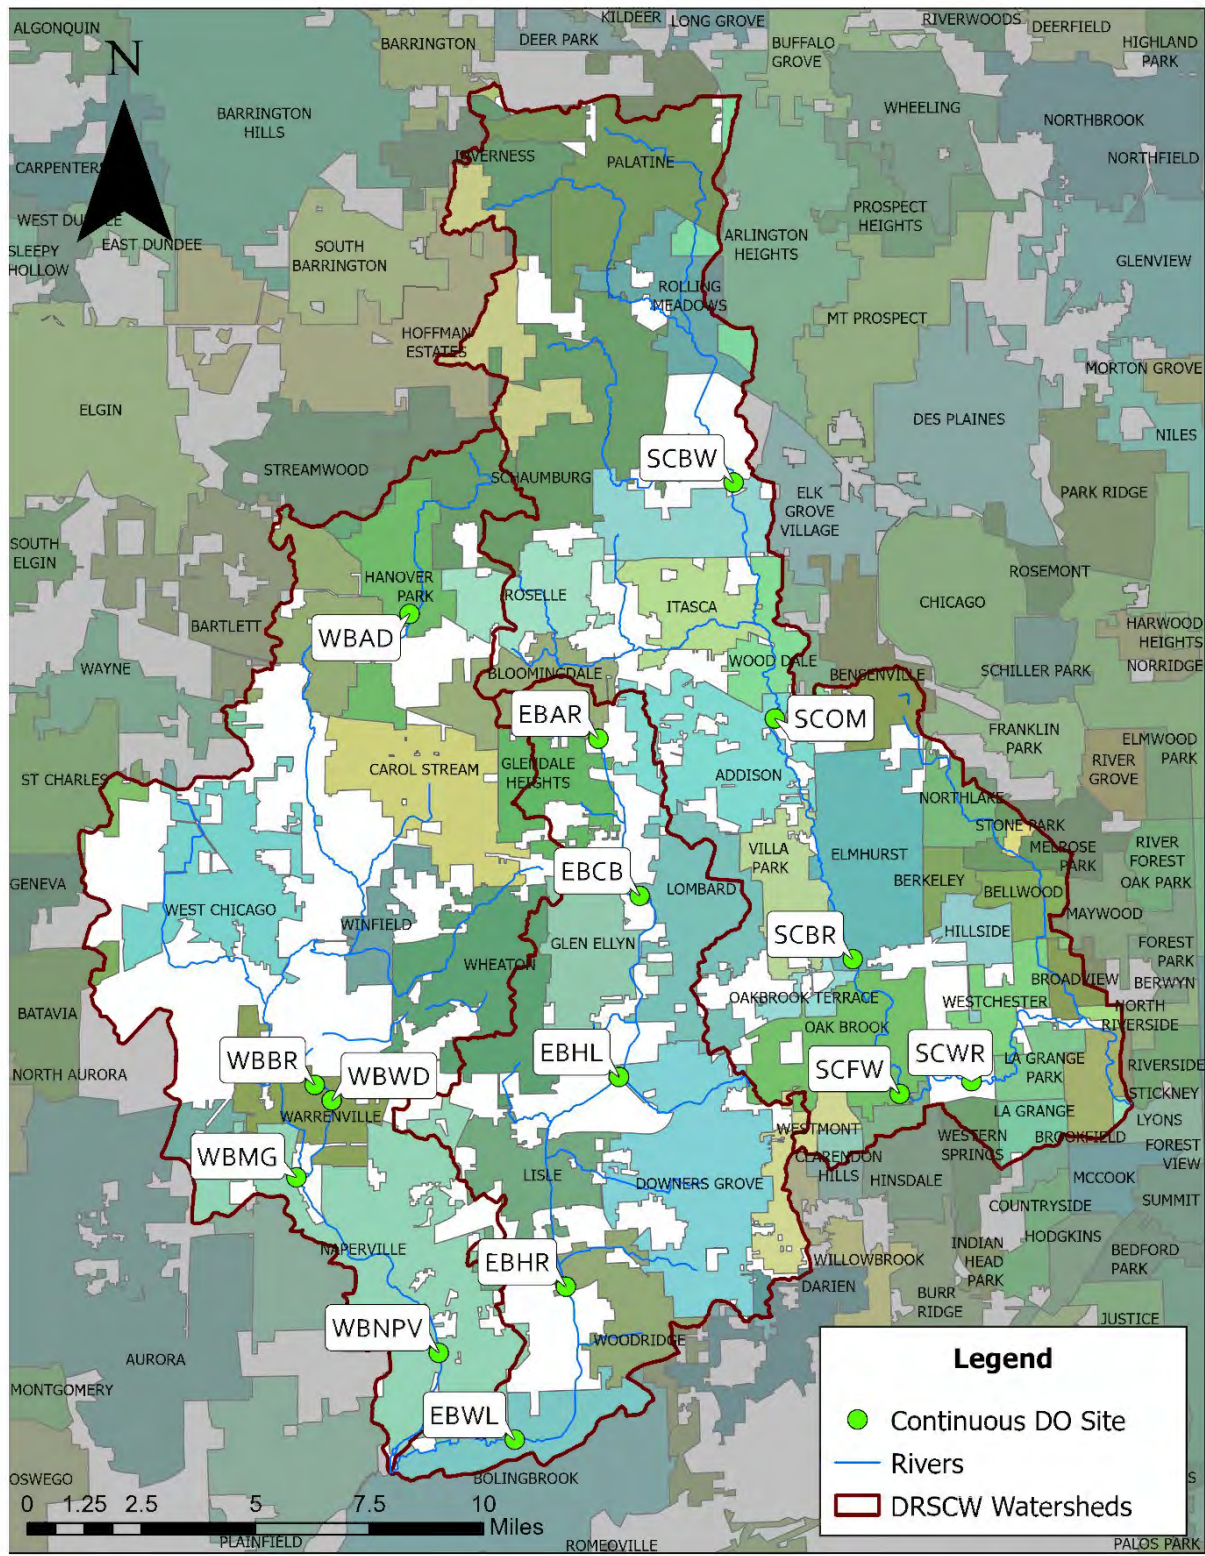 ALGONQUIN
KILDEER
LONG GROVE
RIVERWOODS
DEERFIELD
BARRINGTON
DEER PARK
BUFFALO
GROVE
HIGHLAND
PARK
N
BARRINGTON
HILLS
WHEELING
NORTHBROOK
CARPENTERS
INVERNESS
PALATINE
NORTHFIELD
WEST DUNDEE
EAST DUNDEE
PROSPECT
HEIGHTS
SLEEPY
HOLLOW
SOUTH
BARRINGTON
ARLINGTON
HEIGHTS
GLENVIEW
ROLLING
MEADOWS
HOFFMAN
ESTATES
MT PROSPECT
MORTON GROVE
ELGIN
DES PLAINES
NILES
STREAMWOOD
SCHAUMBURG
SCBW
ELK
GROVE
VILLAGE
PARK RIDGE
SOUTH
ELGIN
HANOVER
PARK
ROSELLE
ITASCA
ROSEMONT
CHICAGO
HARWOOD
HEIGHTS
BARTLETT
WBAD
WAYNE
BLOOMINGDALE
WOOD DALE
BENSENVILLE
SCHILLER PARK
NORRIDGE
EBAR
SCOM
FRANKLIN
PARK
ELMWOOD
PARK
ST CHARLES
CAROL STREAM
GLENDALE
HEIGHTS
ADDISON
RIVER
GROVE
NORTHLAKE
STONE PARK
MELROSE
PARK
RIVER
FOREST
OAK PARK
VILLA
PARK
ELMHURST
BERKELEY
BELLWOOD
GENEVA
EBCB
LOMBARD
WEST CHICAGO
WINFIELD
MAYWOOD
GLEN ELLYN
SCBR
HILLSIDE
FOREST
PARK
WHEATON
BROADVIEW
BERWYN
BATAVIA
OAKBROOK TERRACE
WESTCHESTER
NORTH
RIVERSIDE
OAK BROOK
WBBR
WBWD
EBHL
SCFW
SCWR
LA GRANGE
PARK
RIVERSIDE
NORTH AURORA
STICKNEY
WARRENVILLE
LA GRANGE
LYONS
WESTMONT
BROOKFIELD
WBMG
CLARENDON
HILLS
WESTERN
SPRINGS
FOREST
VIEW
LISLE
DOWNERS GROVE
HINSDALE
MCCOOK
COUNTRYSIDE
SUMMIT
NAPERVILLE
EBHR
WILLOWBROOK
INDIAN
HEAD
PARK
HODGKINS
BEDFORD
PARK
DARIEN
BURR
RIDGE
JUSTICE
WBNPV
WOODRIDGE
AURORA
MONTGOMERY
EBWL
BOLINGBROOK
OSWEGO
Legend
Continuous DO Site
Rivers
DRSCW Watersheds
0 1.25 2.5 5 7.5 10
Miles
PLAINFIELD
ROMEOVILLE
PALOS PARK